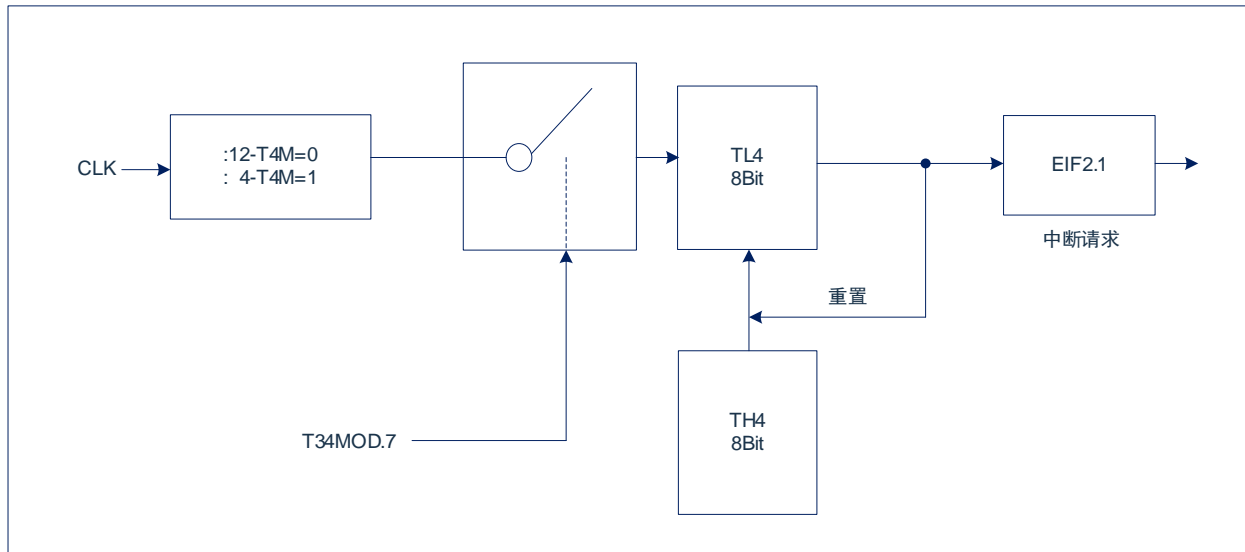 CLK
:12-T4M=0
: 4-T4M=1
TL4
8Bit
EIF2.1
中断请求
重置
TH4
8Bit
T34MOD.7